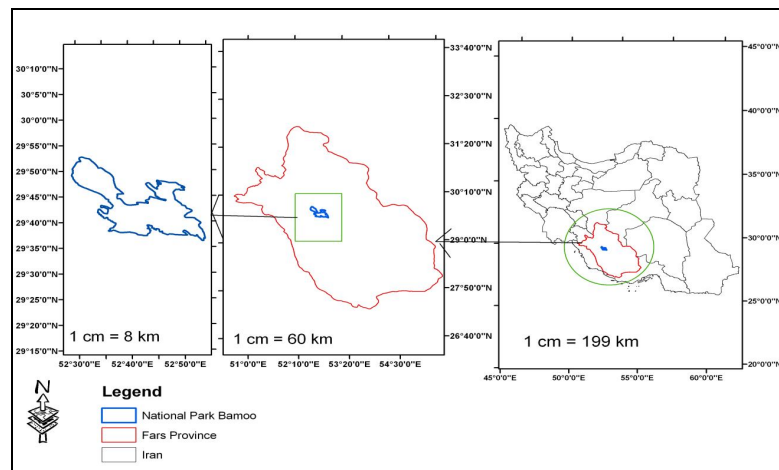 30°10'0"N
30°5'0"N
30°0'0"N
29°55'0"N
29°50'0"N
29°45'0"N
29°40'0"N
29°35'0"N
29°30'0"N
29°25'0"N
29°20'0"N
29°15'0"N
1 cm = 8 km
52°30'0"E 52°40'0"E 52°50'0"E
33°40'0"N
32°30'0"N
31°20'0"N
30°10'0"N
29°0'0"N
27°50'0"N
26°40'0"N
1 cm = 60 km
51°0'0"E 52°10'0"E 53°20'0"E 54°30'0"E
45°0'0"N
40°0'0"N
35°0'0"N
30°0'0"N
25°0'0"N
20°0'0"N
1 cm = 199 km
45°0'0"E 50°0'0"E 55°0'0"E 60°0'0"E
N
Legend
National Park Bamoo
Fars Province
Iran